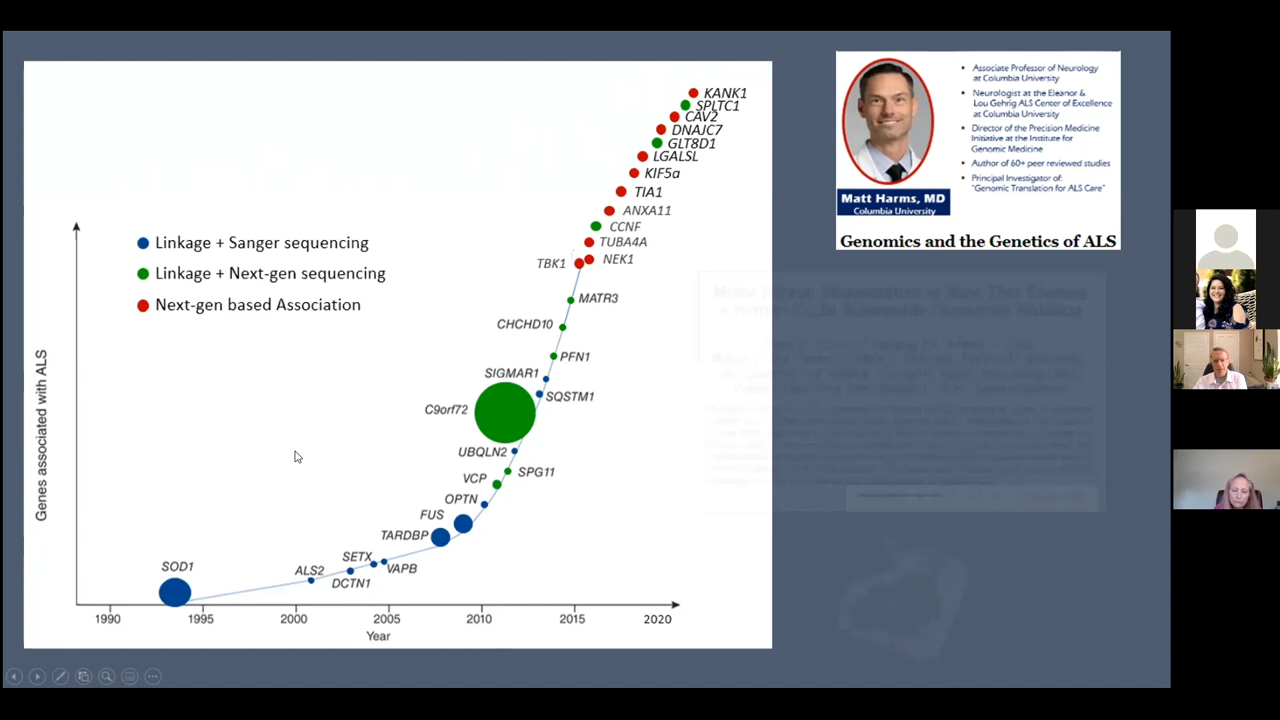 KANK1
SPLTC1
CAV2
DNAJC7
GLT8D1
LGALSL
KIF5a
TIA1
ANXA11
CCNF
TUBA4A
TBK1
NEK1
MATR3
CHCHD10
PFN1
SIGMAR1
SQSTM1
C9orf72
UBQLN2
SPG11
VCP
OPTN
FUS
TARDBP
SETX
VAPB
ALS2
DCTN1
SOD1
Linkage + Sanger sequencing
Linkage + Next-gen sequencing
Next-gen based Association
Genes associated with ALS
1990 1995 2000 2005 2010 2015 2020
Year
• Associate Professor of Neurology
at Columbia University
• Neurologist at the Eleanor &
Lou Gehrig ALS Center of Excellence
at Columbia University
• Director of the Precision Medicine
Initiative at the Institute for
Genomic Medicine
• Author of 60+ peer reviewed studies
• Principal Investigator of:
"Genomic Translation for ALS Care"
Matt Harms, MD
Columbia University
Genomics and the Genetics of ALS